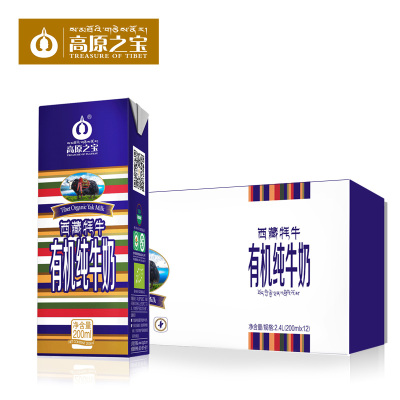 高原之宝
TREASURE OF TIBET
高原之宝
Tibet Organic Yak Milk
西藏牦牛
有机纯牛奶
净含量
200ml
西藏牦牛
有机纯牛奶
净含量/规格:2.4L(200mlx12)